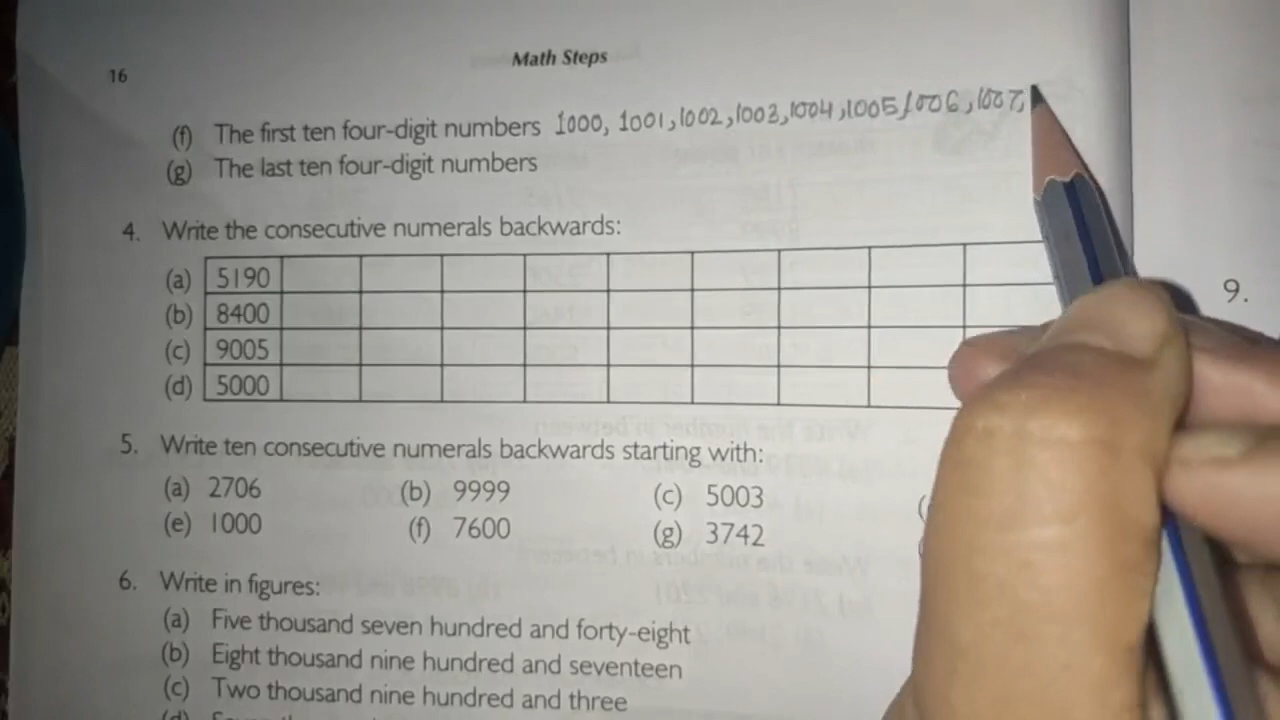 16
Math Steps
(f) The first ten four-digit numbers 1000, 1001, 1002, 1003, 1004, 1005, 1006, 1007,
(g) The last ten four-digit numbers
4. Write the consecutive numerals backwards:
(a) 5190
(b) 8400
(c) 9005
(d) 5000
9.
5. Write ten consecutive numerals backwards starting with:
(a) 2706 (b) 9999 (c) 5003
(e) 1000 (f) 7600 (g) 3742
6. Write in figures:
(a) Five thousand seven hundred and forty-eight
(b) Eight thousand nine hundred and seventeen
(c) Two thousand nine hundred and three